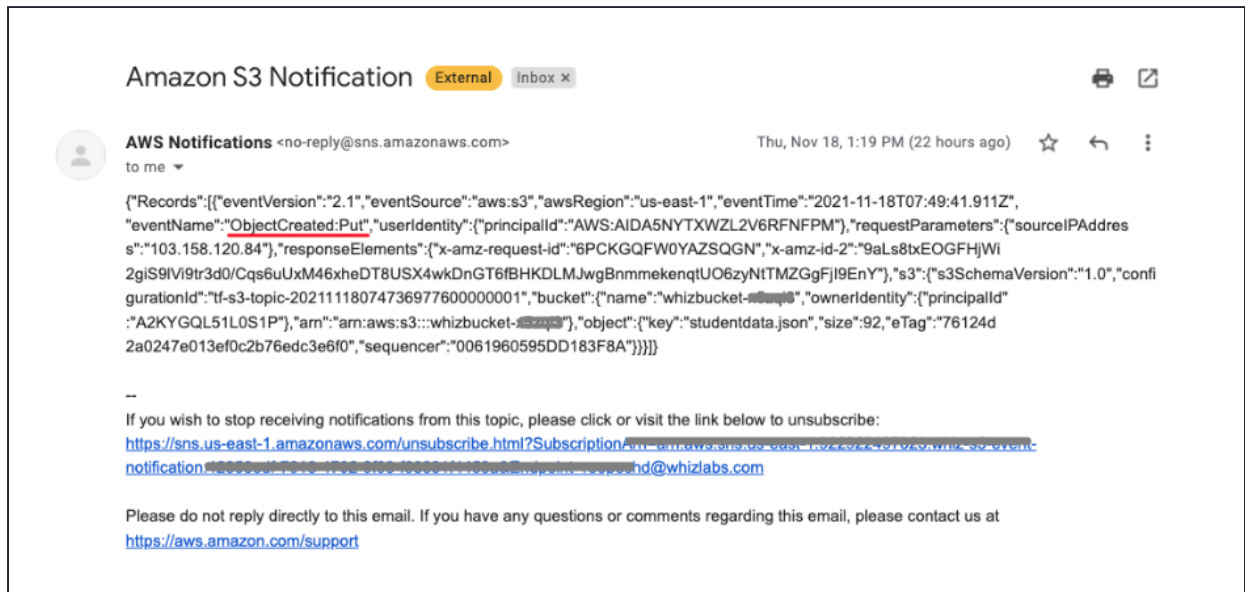 Amazon S3 Notification External Inbox ×
AWS Notifications <no-reply@sns.amazonaws.com> Thu, Nov 18, 1:19 PM (22 hours ago)
to me
{"Records":[{"eventVersion":"2.1","eventSource":"aws:s3","awsRegion":"us-east-1","eventTime":"2021-11-18T07:49:41.911Z",
"eventName":"ObjectCreated:Put","userIdentity":{"principalId":"AWS:AIDA5NYTXWZL2V6RFNFPM"},"requestParameters":{"sourceIPAddres
s":"103.158.120.84"},"responseElements":{"x-amz-request-id":"6PCKGQFW0YAZSQGN","x-amz-id-2":"9aLs8txEOGFHjWi
2giS9lVi9tr3d0/Cqs6uUxM46xheDT8USX4wkDnGT6fBHKDLMJwgBnmmekenqtUO6zyNtTMZGgFjI9EnY"},"s3":{"s3SchemaVersion":"1.0","confi
gurationId":"tf-s3-topic-20211118074736977600000001","bucket":{"name":"whizbucket-","ownerIdentity":{"principalId"
:"A2KYGQL51L0S1P"},"arn":"arn:aws:s3:::whizbucket-"},"object":{"key":"studentdata.json","size":92,"eTag":"76124d
2a0247e013ef0c2b76edc3e6f0","sequencer":"0061960595DD183F8A"}}}]}
--
If you wish to stop receiving notifications from this topic, please click or visit the link below to unsubscribe:
https://sns.us-east-1.amazonaws.com/unsubscribe.html?Subscription
notification: hd@whizlabs.com
Please do not reply directly to this email. If you have any questions or comments regarding this email, please contact us at
https://aws.amazon.com/support